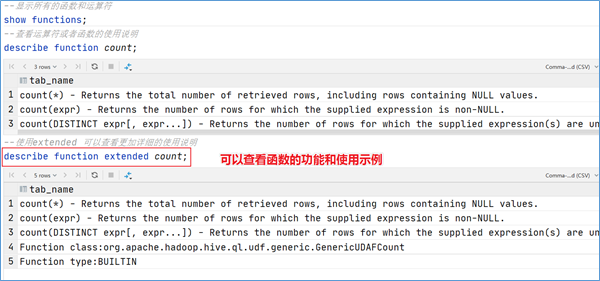 --显示所有的函数和运算符
show functions;
--查看运算符或者函数的使用说明
describe function count;
3 rows
Comma-...d (CSV)
tab_name
1 count(*) - Returns the total number of retrieved rows, including rows containing NULL values.
2 count(expr) - Returns the number of rows for which the supplied expression is non-NULL.
3 count(DISTINCT expr[, expr...]) - Returns the number of rows for which the supplied expression(s) are un
--使用extended 可以查看更加详细的使用说明
describe function extended count;
可以查看函数的功能和使用示例
5 rows
Comma-...d (CSV)
tab_name
1 count(*) - Returns the total number of retrieved rows, including rows containing NULL values.
2 count(expr) - Returns the number of rows for which the supplied expression is non-NULL.
3 count(DISTINCT expr[, expr...]) - Returns the number of rows for which the supplied expression(s) are un
4 Function class:org.apache.hadoop.hive.ql.udf.generic.GenericUDAFCount
5 Function type:BUILTIN